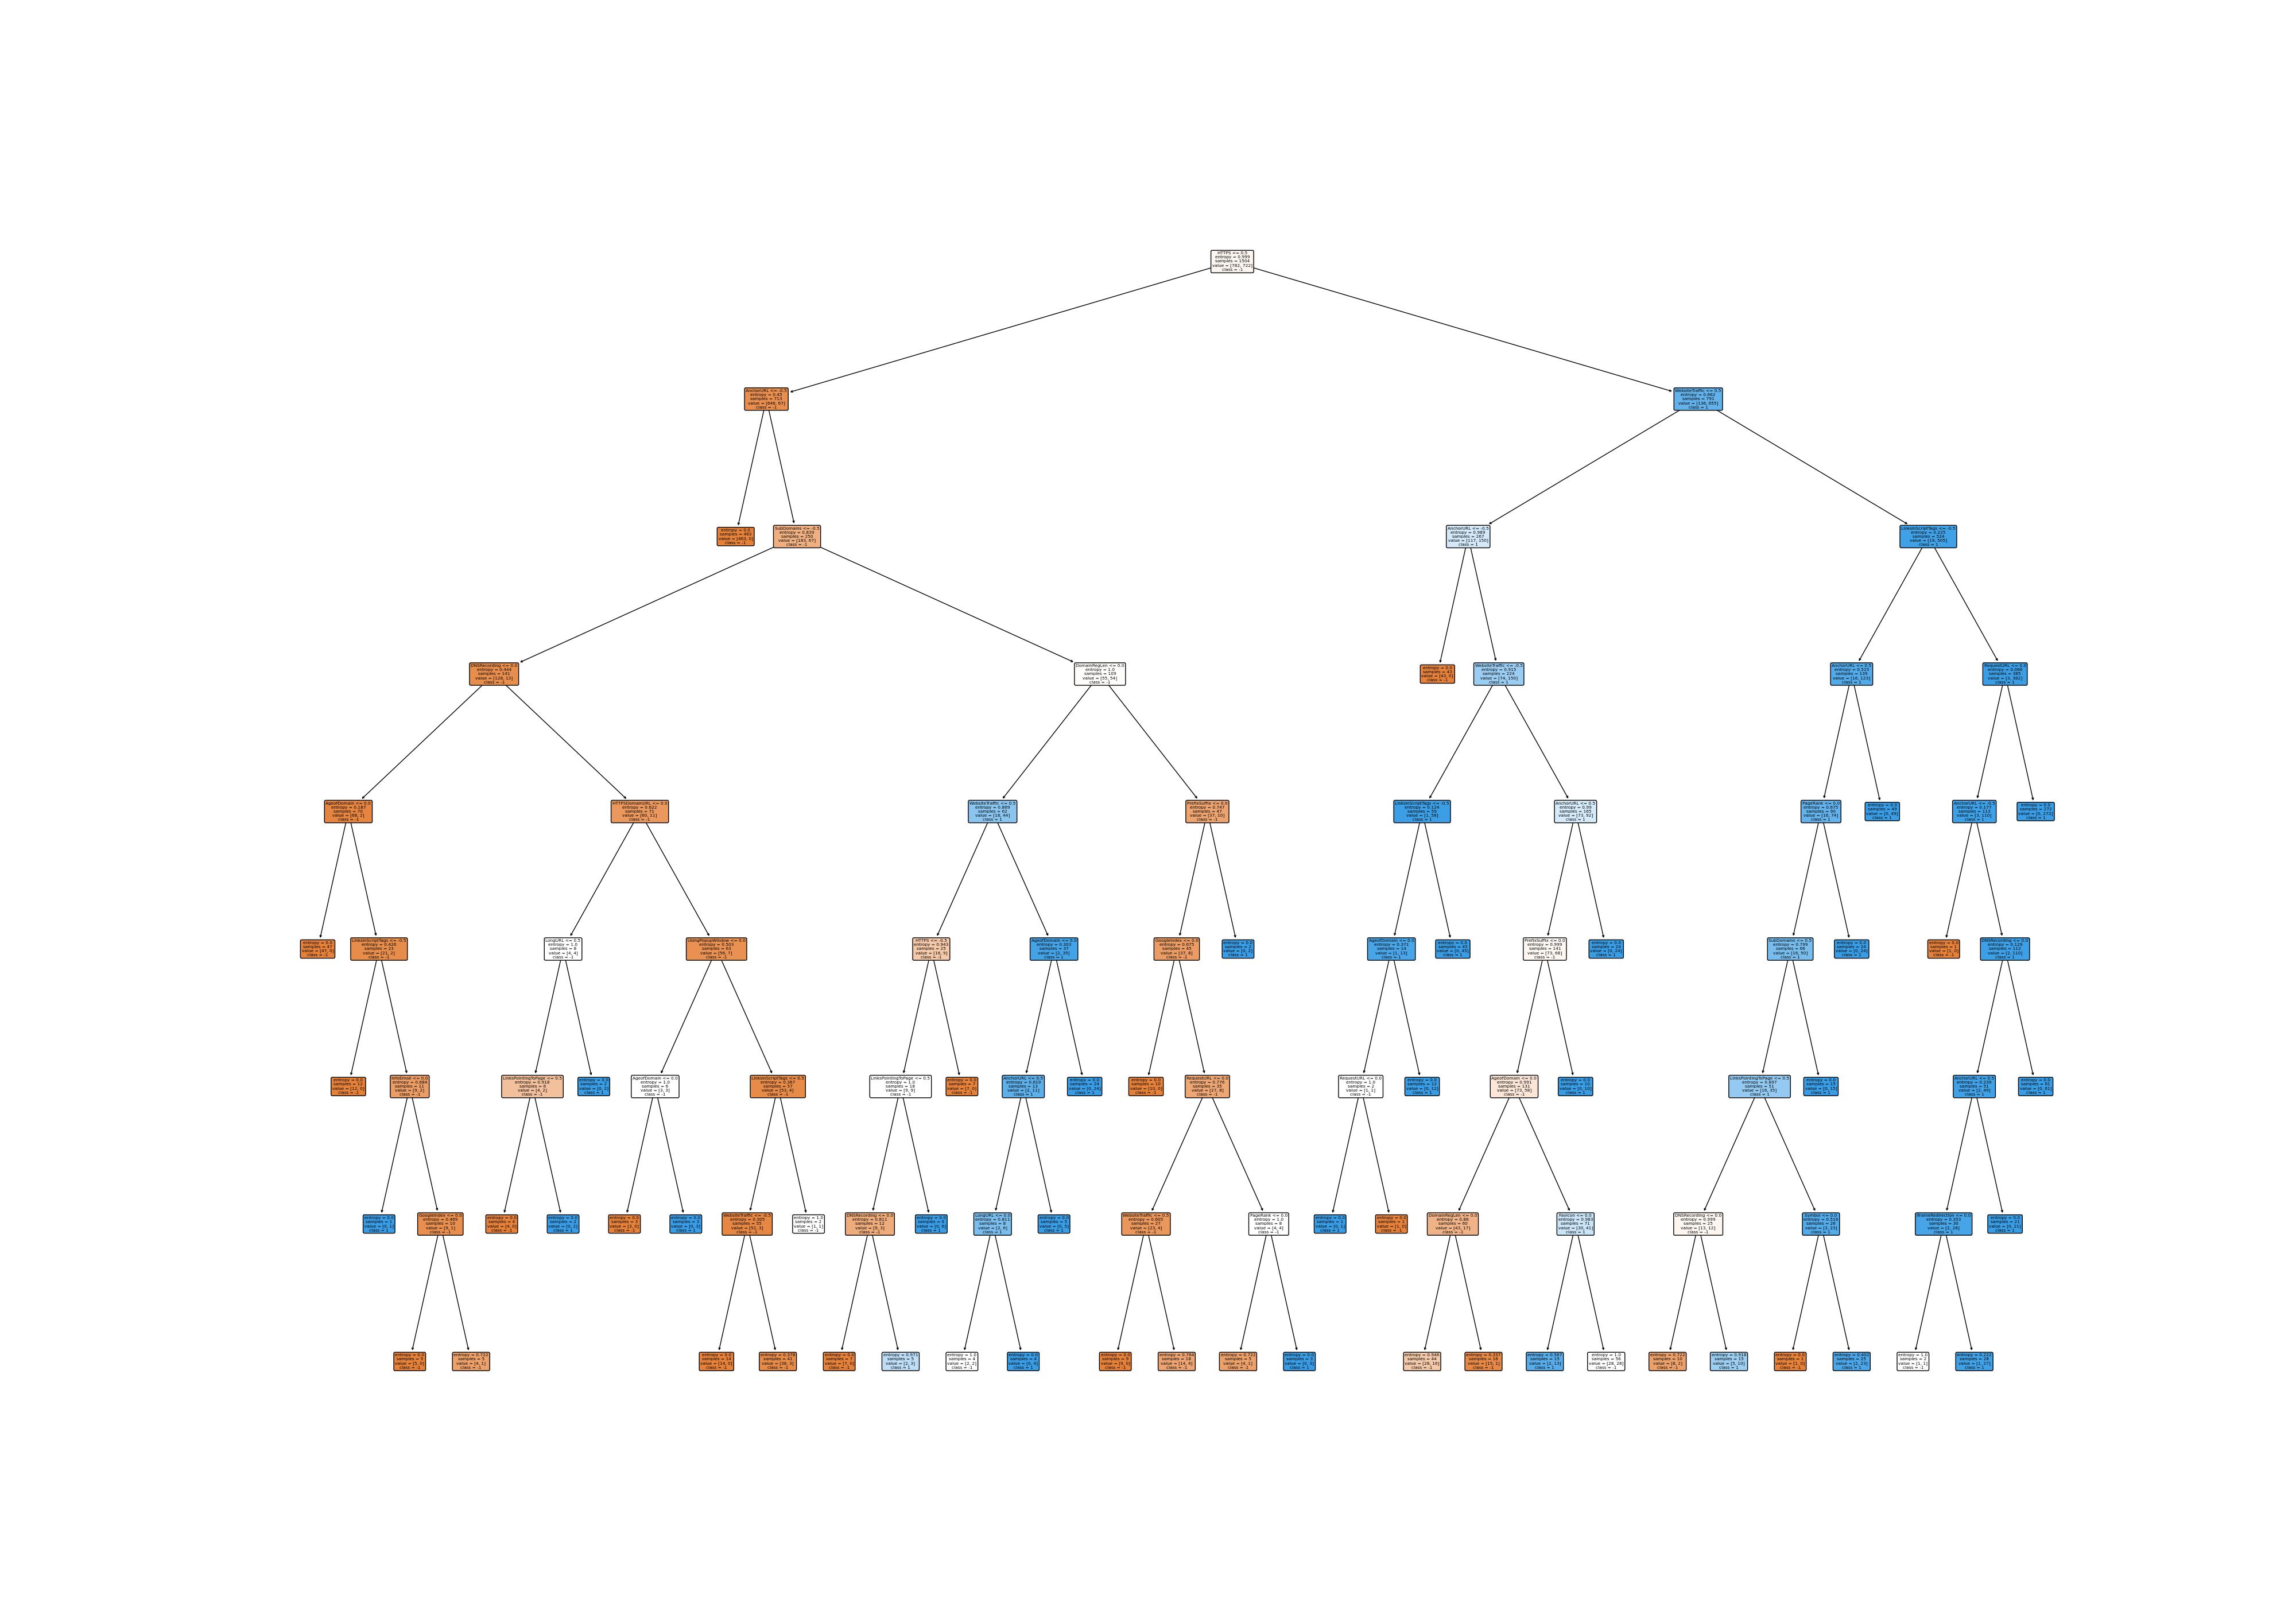 HTTPS <= 0.5
entropy = 0.999
samples = 1504
value = [782, 722]
class = -1
AnchorURL <= -0.5
entropy = 0.45
samples = 713
value = [646, 67]
class = -1
WebsiteTraffic <= 0.5
entropy = 0.662
samples = 791
value = [136, 655]
class = 1
entropy = 0.0
samples = 463
value = [463, 0]
class = -1
SubDomains <= -0.5
entropy = 0.839
samples = 250
value = [183, 67]
class = -1
AnchorURL <= -0.5
entropy = 0.989
samples = 267
value = [117, 150]
class = 1
LinksInScriptTags <= -0.5
entropy = 0.225
samples = 524
value = [19, 505]
class = 1
DNSRecording <= 0.0
entropy = 0.444
samples = 141
value = [128, 13]
class = -1
DomainRegLen <= 0.0
entropy = 1.0
samples = 109
value = [55, 54]
class = -1
entropy = 0.0
samples = 43
value = [43, 0]
class = -1
WebsiteTraffic <= -0.5
entropy = 0.915
samples = 224
value = [74, 150]
class = 1
AnchorURL <= 0.5
entropy = 0.515
samples = 139
value = [16, 123]
class = 1
RequestURL <= 0.0
entropy = 0.066
samples = 385
value = [3, 382]
class = 1
AgeofDomain <= 0.0
entropy = 0.187
samples = 70
value = [68, 2]
class = -1
HTTPSDomainURL <= 0.0
entropy = 0.622
samples = 71
value = [60, 11]
class = -1
WebsiteTraffic <= 0.5
entropy = 0.869
samples = 62
value = [18, 44]
class = 1
PrefixSuffix <= 0.0
entropy = 0.747
samples = 47
value = [37, 10]
class = -1
LinksInScriptTags <= -0.5
entropy = 0.124
samples = 59
value = [1, 58]
class = 1
AnchorURL <= 0.5
entropy = 0.99
samples = 165
value = [73, 92]
class = 1
PageRank <= 0.0
entropy = 0.675
samples = 90
value = [16, 74]
class = 1
entropy = 0.0
samples = 49
value = [0, 49]
class = 1
AnchorURL <= -0.5
entropy = 0.177
samples = 113
value = [3, 110]
class = 1
entropy = 0.0
samples = 272
value = [0, 272]
class = 1
entropy = 0.0
samples = 47
value = [47, 0]
class = -1
LinksInScriptTags <= -0.5
entropy = 0.426
samples = 23
value = [21, 2]
class = -1
LongURL <= 0.5
entropy = 1.0
samples = 8
value = [4, 4]
class = -1
UsingPopupWindow <= 0.0
entropy = 0.503
samples = 63
value = [56, 7]
class = -1
HTTPS <= -0.5
entropy = 0.943
samples = 25
value = [16, 9]
class = -1
AgeofDomain <= 0.0
entropy = 0.303
samples = 37
value = [2, 35]
class = 1
GoogleIndex <= 0.0
entropy = 0.675
samples = 45
value = [37, 8]
class = -1
entropy = 0.0
samples = 2
value = [0, 2]
class = 1
AgeofDomain <= 0.0
entropy = 0.371
samples = 14
value = [1, 13]
class = 1
entropy = 0.0
samples = 45
value = [0, 45]
class = 1
PrefixSuffix <= 0.0
entropy = 0.999
samples = 141
value = [73, 68]
class = -1
entropy = 0.0
samples = 24
value = [0, 24]
class = 1
SubDomains <= 0.5
entropy = 0.799
samples = 66
value = [16, 50]
class = 1
entropy = 0.0
samples = 24
value = [0, 24]
class = 1
entropy = 0.0
samples = 1
value = [1, 0]
class = -1
DNSRecording <= 0.0
entropy = 0.129
samples = 112
value = [2, 110]
class = 1
entropy = 0.0
samples = 12
value = [12, 0]
class = -1
InfoEmail <= 0.0
entropy = 0.684
samples = 11
value = [9, 2]
class = -1
LinksPointingToPage <= 0.5
entropy = 0.918
samples = 6
value = [4, 2]
class = -1
entropy = 0.0
samples = 2
value = [0, 2]
class = 1
AgeofDomain <= 0.0
entropy = 1.0
samples = 6
value = [3, 3]
class = -1
LinksInScriptTags <= 0.5
entropy = 0.367
samples = 57
value = [53, 4]
class = -1
LinksPointingToPage <= 0.5
entropy = 1.0
samples = 18
value = [9, 9]
class = -1
entropy = 0.0
samples = 7
value = [7, 0]
class = -1
AnchorURL <= 0.5
entropy = 0.619
samples = 13
value = [2, 11]
class = 1
entropy = 0.0
samples = 24
value = [0, 24]
class = 1
entropy = 0.0
samples = 10
value = [10, 0]
class = -1
RequestURL <= 0.0
entropy = 0.776
samples = 35
value = [27, 8]
class = -1
RequestURL <= 0.0
entropy = 1.0
samples = 2
value = [1, 1]
class = -1
entropy = 0.0
samples = 12
value = [0, 12]
class = 1
AgeofDomain <= 0.0
entropy = 0.991
samples = 131
value = [73, 58]
class = -1
entropy = 0.0
samples = 10
value = [0, 10]
class = 1
LinksPointingToPage <= 0.5
entropy = 0.897
samples = 51
value = [16, 35]
class = 1
entropy = 0.0
samples = 15
value = [0, 15]
class = 1
AnchorURL <= 0.5
entropy = 0.239
samples = 51
value = [2, 49]
class = 1
entropy = 0.0
samples = 61
value = [0, 61]
class = 1
entropy = 0.0
samples = 1
value = [0, 1]
class = 1
GoogleIndex <= 0.0
entropy = 0.469
samples = 10
value = [9, 1]
class = -1
entropy = 0.0
samples = 4
value = [4, 0]
class = -1
entropy = 0.0
samples = 2
value = [0, 2]
class = 1
entropy = 0.0
samples = 3
value = [3, 0]
class = -1
entropy = 0.0
samples = 3
value = [0, 3]
class = 1
WebsiteTraffic <= -0.5
entropy = 0.305
samples = 55
value = [52, 3]
class = -1
entropy = 1.0
samples = 2
value = [1, 1]
class = -1
DNSRecording <= 0.0
entropy = 0.811
samples = 12
value = [9, 3]
class = -1
entropy = 0.0
samples = 6
value = [0, 6]
class = 1
LongURL <= 0.0
entropy = 0.811
samples = 8
value = [2, 6]
class = 1
entropy = 0.0
samples = 5
value = [0, 5]
class = 1
WebsiteTraffic <= 0.5
entropy = 0.605
samples = 27
value = [23, 4]
class = -1
PageRank <= 0.0
entropy = 1.0
samples = 8
value = [4, 4]
class = -1
entropy = 0.0
samples = 1
value = [0, 1]
class = 1
entropy = 0.0
samples = 1
value = [1, 0]
class = -1
DomainRegLen <= 0.0
entropy = 0.86
samples = 60
value = [43, 17]
class = -1
Favicon <= 0.0
entropy = 0.983
samples = 71
value = [30, 41]
class = 1
DNSRecording <= 0.0
entropy = 0.999
samples = 25
value = [13, 12]
class = -1
Symbol <= 0.0
entropy = 0.516
samples = 26
value = [3, 23]
class = 1
IframeRedirection <= 0.0
entropy = 0.353
samples = 30
value = [2, 28]
class = 1
entropy = 0.0
samples = 21
value = [0, 21]
class = 1
entropy = 0.0
samples = 5
value = [5, 0]
class = -1
entropy = 0.722
samples = 5
value = [4, 1]
class = -1
entropy = 0.0
samples = 14
value = [14, 0]
class = -1
entropy = 0.378
samples = 41
value = [38, 3]
class = -1
entropy = 0.0
samples = 7
value = [7, 0]
class = -1
entropy = 0.971
samples = 5
value = [2, 3]
class = 1
entropy = 1.0
samples = 4
value = [2, 2]
class = -1
entropy = 0.0
samples = 4
value = [0, 4]
class = 1
entropy = 0.0
samples = 9
value = [9, 0]
class = -1
entropy = 0.764
samples = 18
value = [14, 4]
class = -1
entropy = 0.722
samples = 5
value = [4, 1]
class = -1
entropy = 0.0
samples = 3
value = [0, 3]
class = 1
entropy = 0.946
samples = 44
value = [28, 16]
class = -1
entropy = 0.337
samples = 16
value = [15, 1]
class = -1
entropy = 0.567
samples = 15
value = [2, 13]
class = 1
entropy = 1.0
samples = 56
value = [28, 28]
class = -1
entropy = 0.722
samples = 10
value = [8, 2]
class = -1
entropy = 0.918
samples = 15
value = [5, 10]
class = 1
entropy = 0.0
samples = 1
value = [1, 0]
class = -1
entropy = 0.402
samples = 25
value = [2, 23]
class = 1
entropy = 1.0
samples = 2
value = [1, 1]
class = -1
entropy = 0.222
samples = 28
value = [1, 27]
class = 1